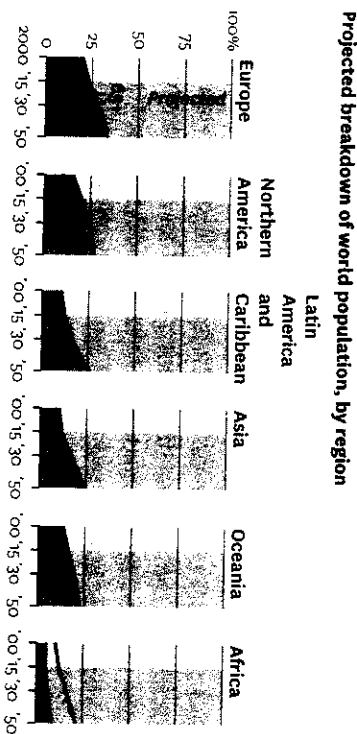 Projected breakdown of world population, by region
Europe
Northern
America
Latin
America
and
Caribbean
Asia
Oceania
Africa
100%
75
50
25
0
Projected
2000 '15 '30 '50
'00 '15 '30 '50
'00 '15 '30 '50
'00 '15 '30 '50
'00 '15 '30 '50
'00 '15 '30 '50